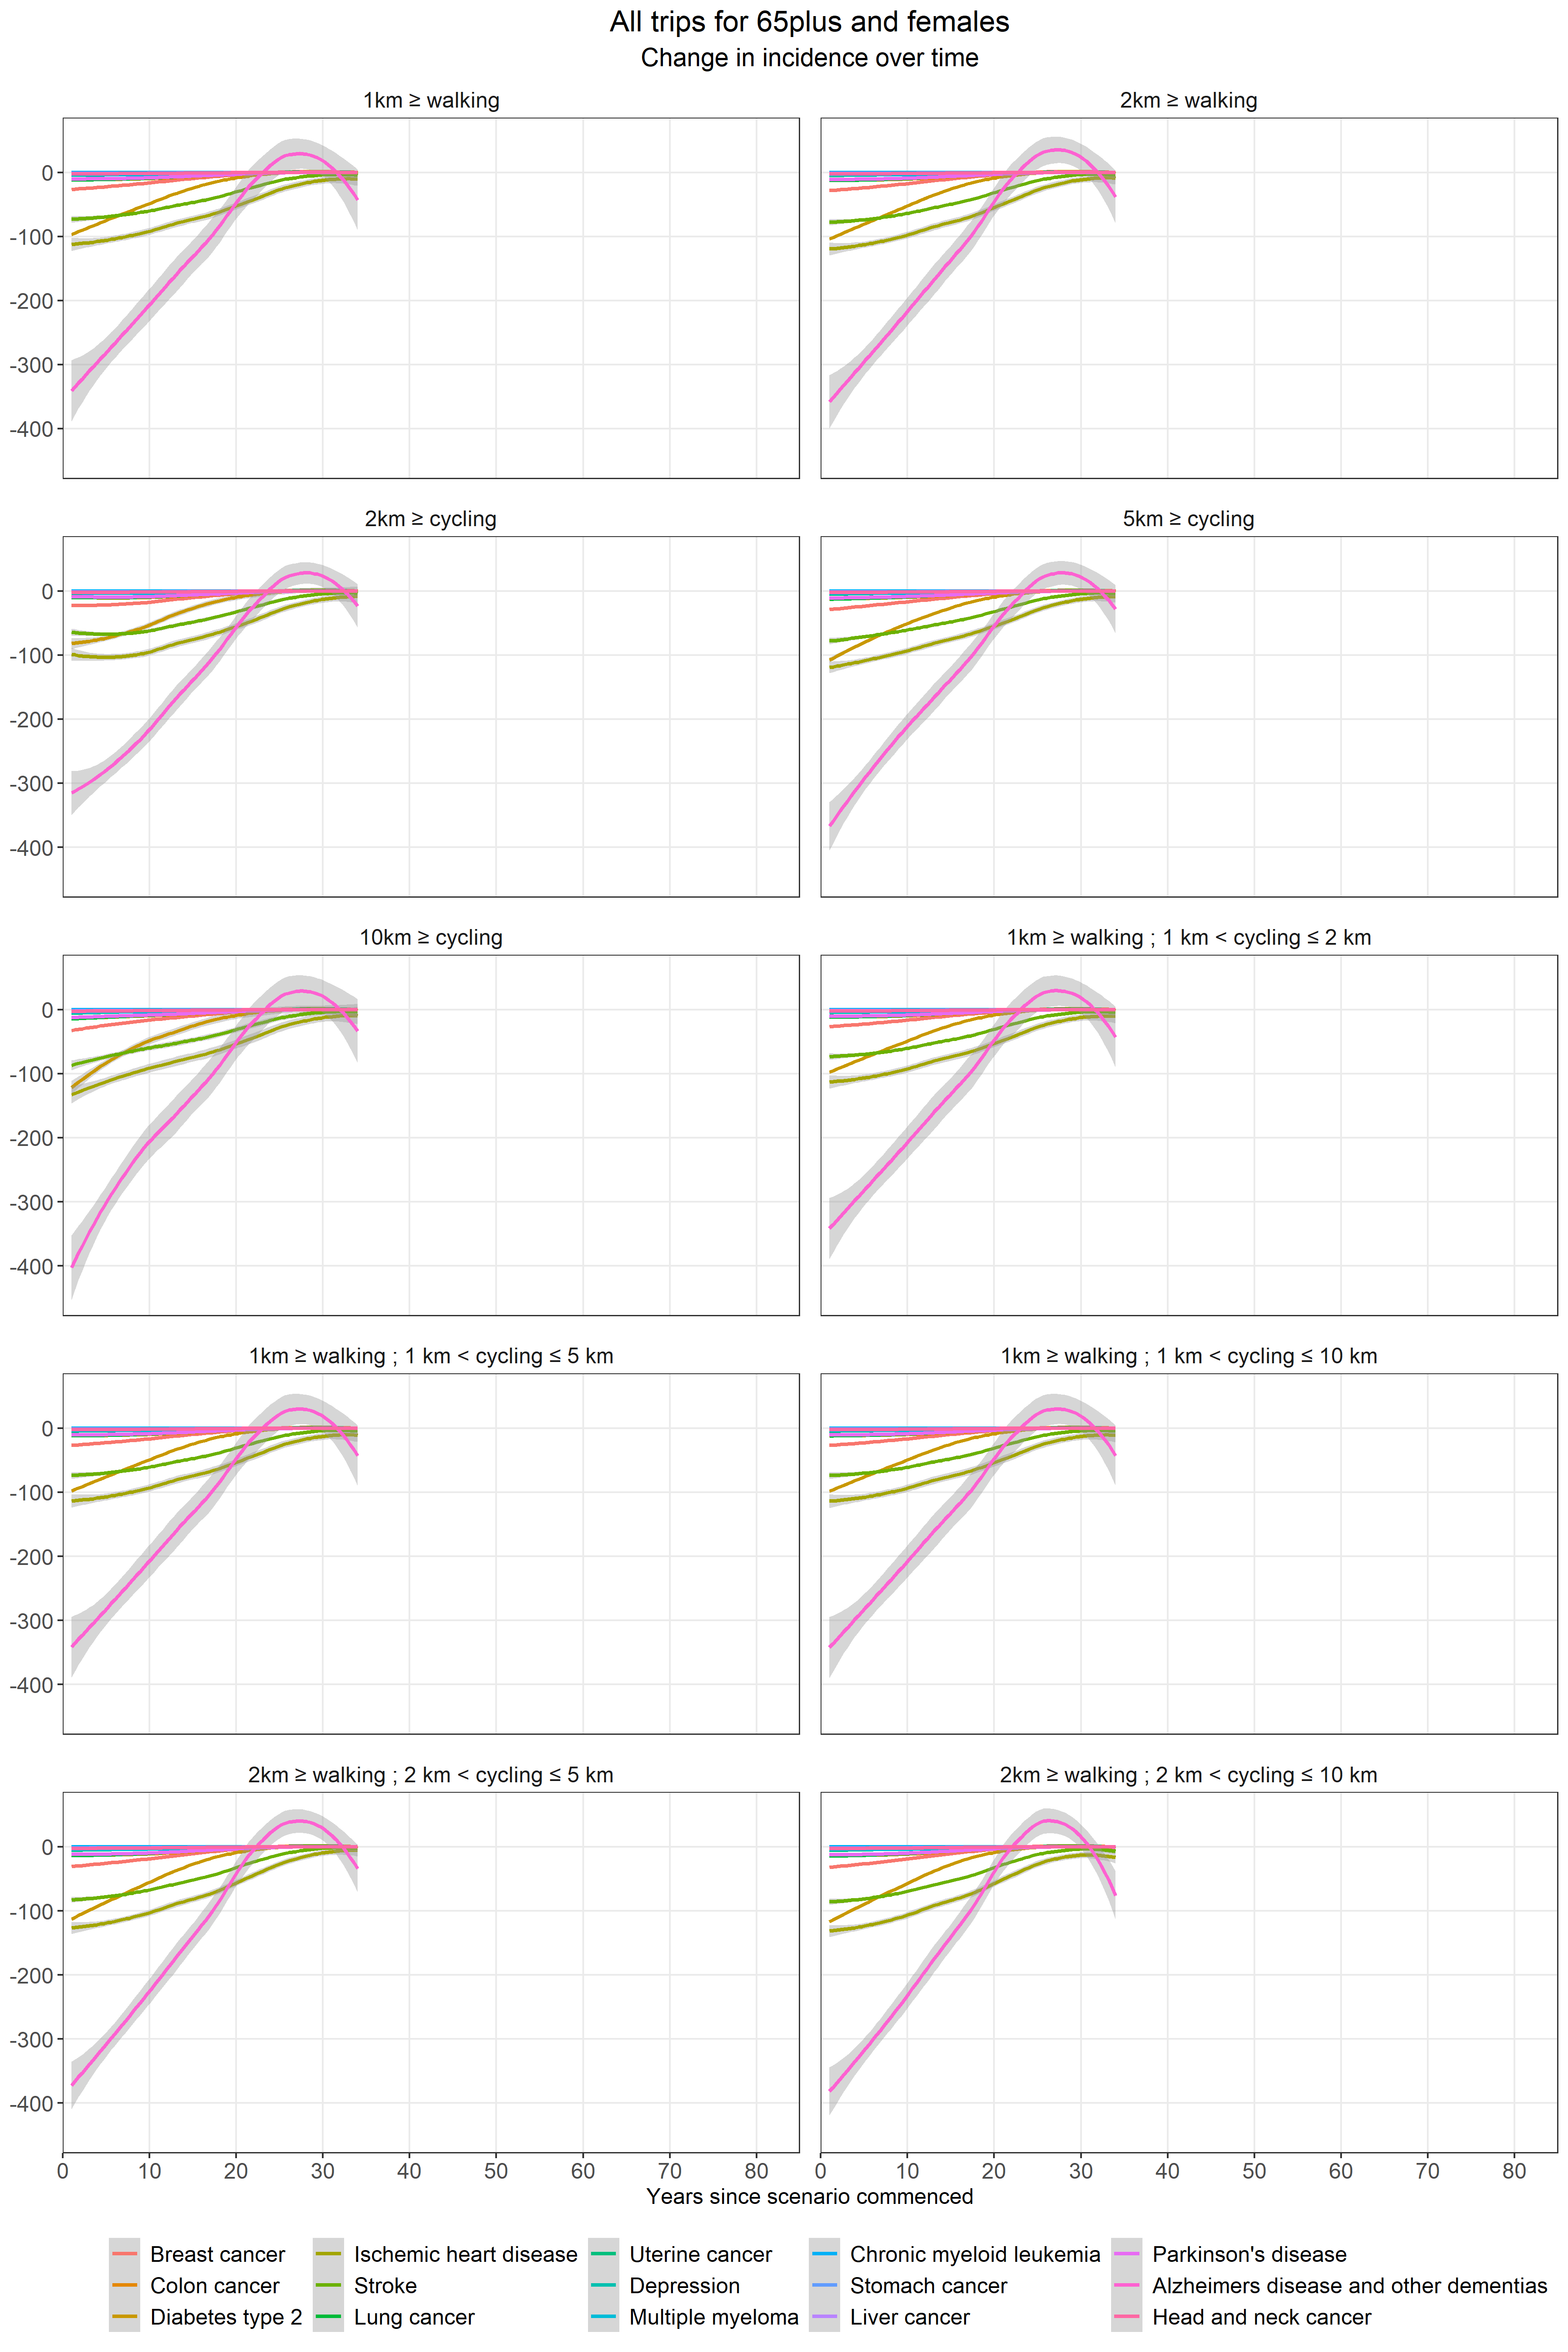 All trips for 65plus and females
Change in incidence over time
1km ≥ walking
2km ≥ walking
0
-100
-200
-300
-400
2km ≥ cycling
5km ≥ cycling
0
-100
-200
-300
-400
10km ≥ cycling
1km ≥ walking ; 1 km < cycling ≤ 2 km
0
-100
-200
-300
-400
1km ≥ walking ; 1 km < cycling ≤ 5 km
1km ≥ walking ; 1 km < cycling ≤ 10 km
0
-100
-200
-300
-400
2km ≥ walking ; 2 km < cycling ≤ 5 km
2km ≥ walking ; 2 km < cycling ≤ 10 km
0
-100
-200
-300
-400
0 10 20 30 40 50 60 70 80
0 10 20 30 40 50 60 70 80
Years since scenario commenced
Breast cancer
Colon cancer
Diabetes type 2
Ischemic heart disease
Stroke
Lung cancer
Uterine cancer
Depression
Multiple myeloma
Chronic myeloid leukemia
Stomach cancer
Liver cancer
Parkinson's disease
Alzheimers disease and other dementias
Head and neck cancer